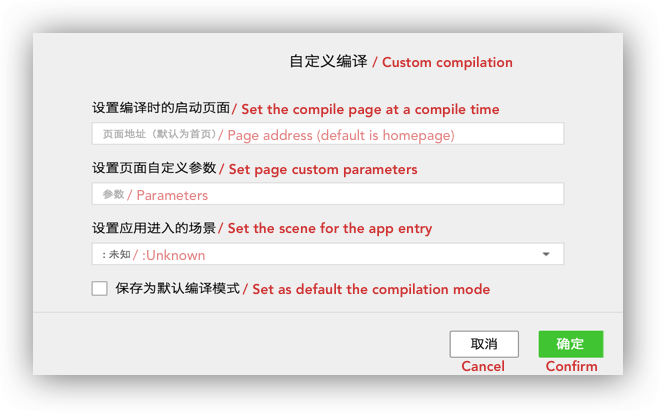 自定义编译 / Custom compilation
设置编译时的启动页面 / Set the compile page at a compile time
页面地址（默认为首页） / Page address (default is homepage)
设置页面自定义参数 / Set page custom parameters
参数 / Parameters
设置应用进入的场景 / Set the scene for the app entry
: 未知 / :Unknown
保存为默认编译模式 / Set as default the compilation mode
取消 确定
Cancel Confirm